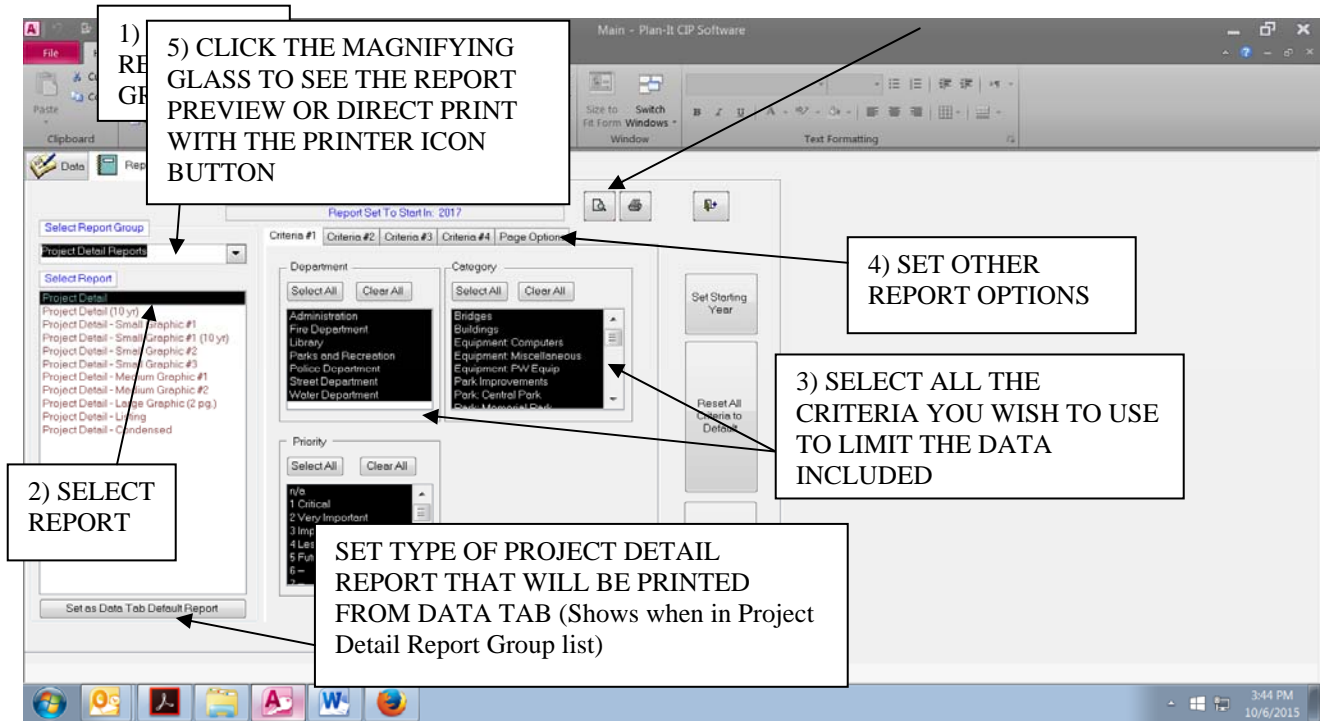 Main - Plan-It CIP Software
File
Paste
Clipboard
Size to Fit Form
Switch Windows
Window
B I U A
Text Formatting
1)
5) CLICK THE MAGNIFYING
GLASS TO SEE THE REPORT
PREVIEW OR DIRECT PRINT
WITH THE PRINTER ICON
BUTTON
Data
Report Set To Start In: 2017
Select Report Group
Project Detail Reports
Criteria #1 Criteria #2 Criteria #3 Criteria #4 Page Options
4) SET OTHER
REPORT OPTIONS
Select Report
Project Detail
Project Detail (10 yr)
Project Detail - Small Graphic #1
Project Detail - Small Graphic #1 (10 yr)
Project Detail - Small Graphic #2
Project Detail - Small Graphic #3
Project Detail - Medium Graphic #1
Project Detail - Medium Graphic #2
Project Detail - Large Graphic (2 pg.)
Project Detail - Listing
Project Detail - Condensed
2) SELECT
REPORT
Set as Data Tab Default Report
Department
Select All Clear All
Administration
Fire Department
Library
Parks and Recreation
Police Department
Street Department
Water Department
Category
Select All Clear All
Bridges
Buildings
Equipment: Computers
Equipment: Miscellaneous
Equipment: PW Equip
Park Improvements
Park: Central Park
Park: Memorial Park
Priority
Select All Clear All
n/a
1 Critical
2 Very Important
Set Starting
Year
Reset All
Criteria to
Default
3) SELECT ALL THE
CRITERIA YOU WISH TO USE
TO LIMIT THE DATA
INCLUDED
SET TYPE OF PROJECT DETAIL
REPORT THAT WILL BE PRINTED
FROM DATA TAB (Shows when in Project
Detail Report Group list)
3:44 PM
10/6/2015